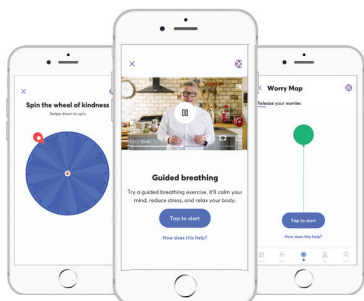 Spin the wheel of kindness
Swipe down to spin
Guided breathing
Try a guided breathing exercise. It'll calm your
mind, reduce stress, and relax your body.
Tap to start
How does this help?
Worry Map
Release your worries
Tap to start
How does this help?